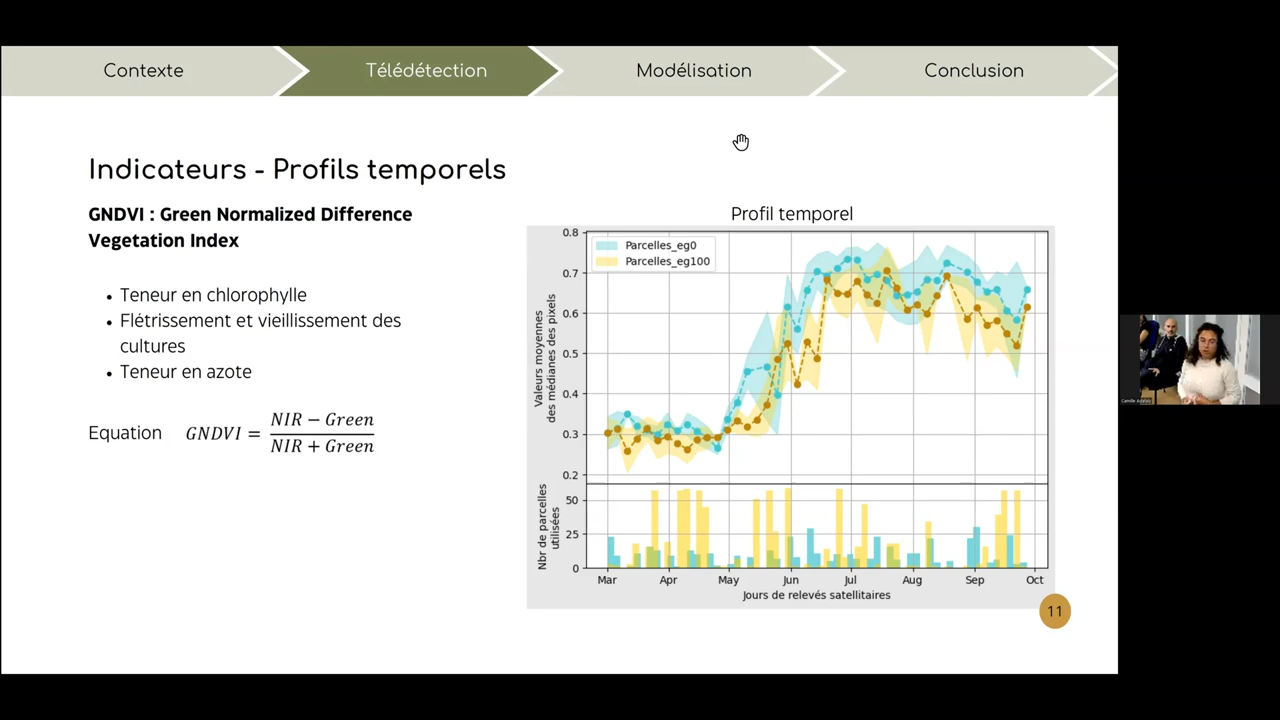 Contexte
Télédétection
Modélisation
Conclusion
Indicateurs - Profils temporels
GNDVI : Green Normalized Difference
Vegetation Index
• Teneur en chlorophylle
• Flétrissement et vieillissement des
cultures
• Teneur en azote
Equation GNDVI = NIR − Green / NIR + Green
Profil temporel
Parcelles_eg0
Parcelles_eg100
Valeurs moyennes
des médianes des pixels
0.8
0.7
0.6
0.5
0.4
0.3
0.2
Nbr de parcelles
utilisées
50
25
0
Mar Apr May Jun Jul Aug Sep Oct
Jours de relevés satellitaires
11